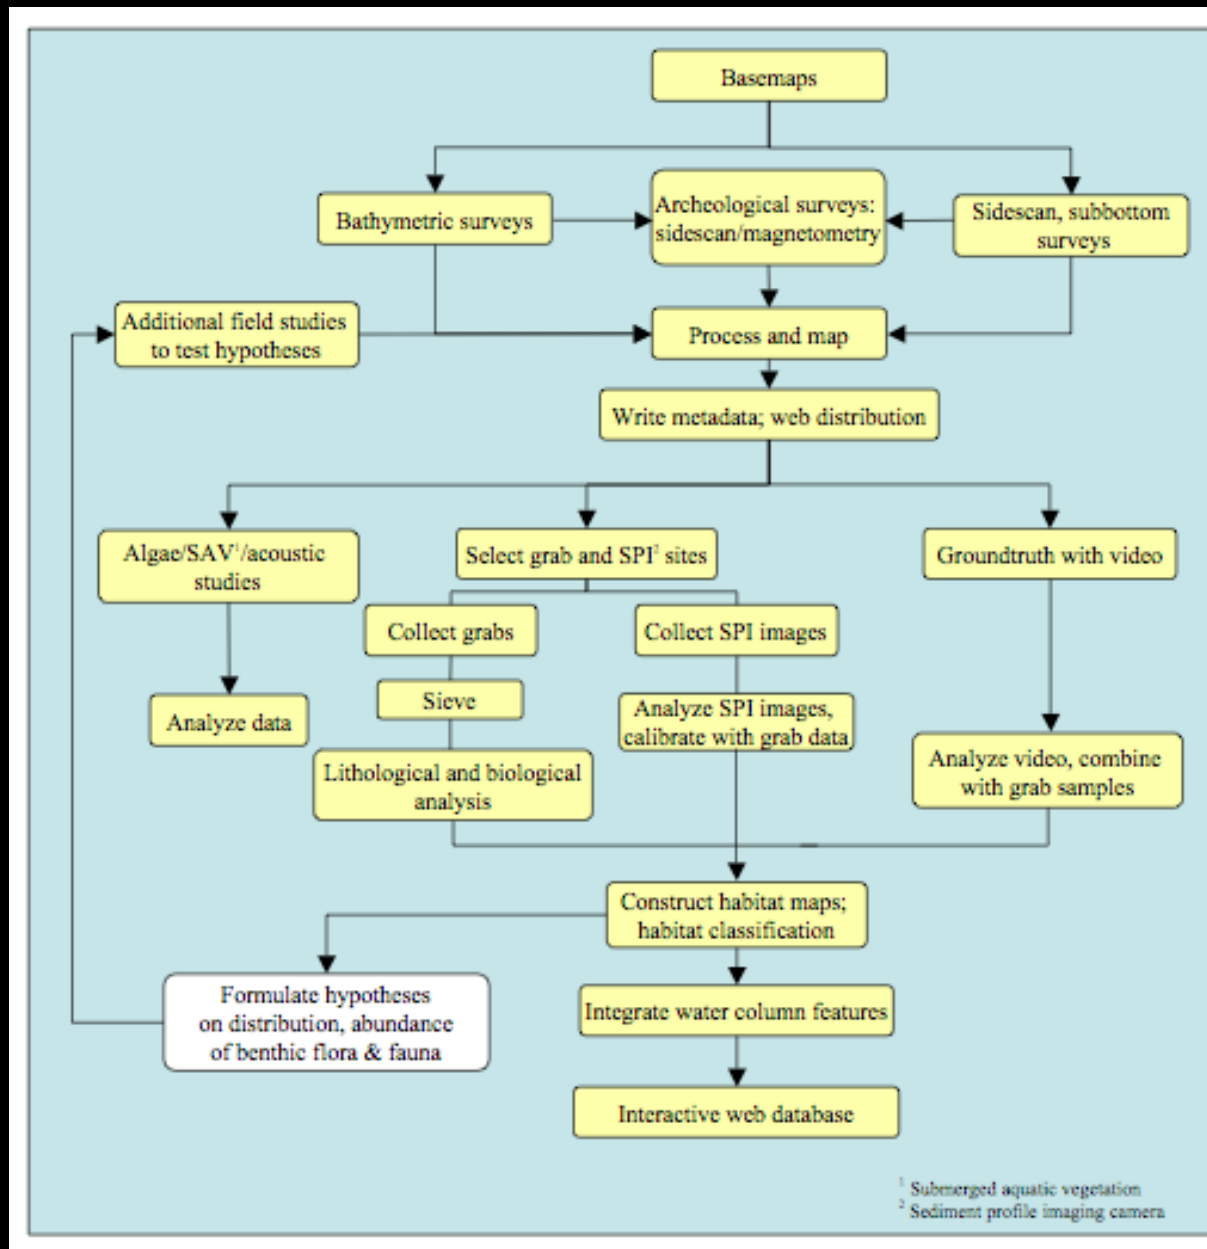 Basemaps
Bathymetric surveys
Archeological surveys:
sidescan/magnetometry
Sidescan, subbottom
surveys
Additional field studies
to test hypotheses
Process and map
Write metadata; web distribution
Algae/SAV¹/acoustic
studies
Select grab and SPI² sites
Groundtruth with video
Collect grabs
Collect SPI images
Sieve
Analyze data
Analyze SPI images,
calibrate with grab data
Lithological and biological
analysis
Analyze video, combine
with grab samples
Construct habitat maps;
habitat classification
Formulate hypotheses
on distribution, abundance
of benthic flora & fauna
Integrate water column features
Interactive web database
¹ Submerged aquatic vegetation
² Sediment profile imaging camera